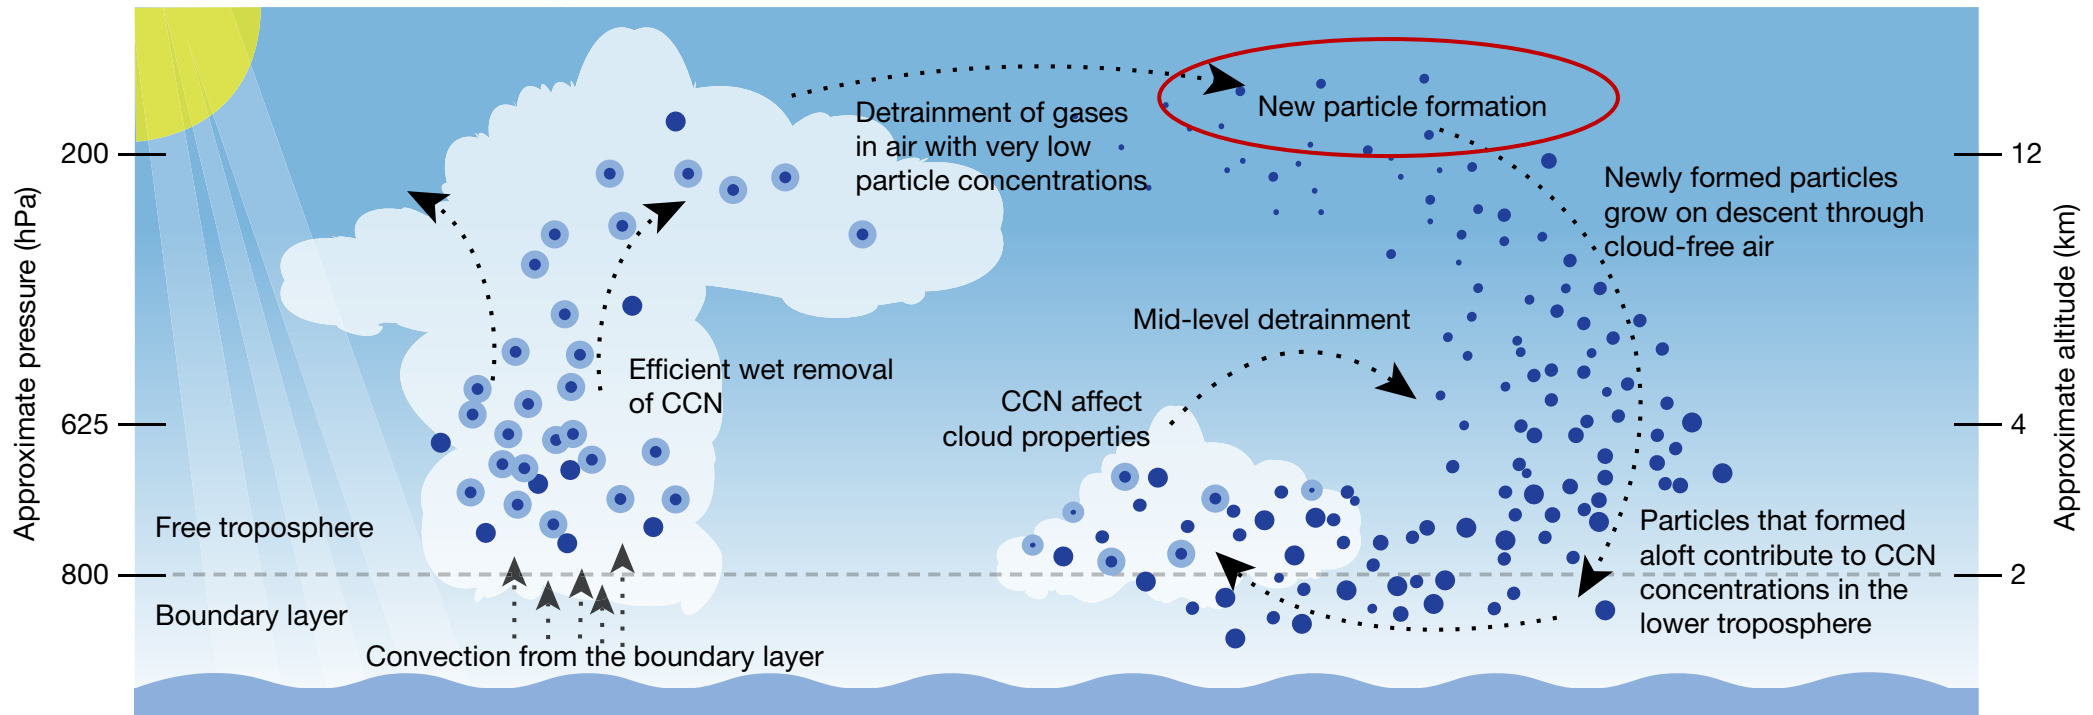 Approximate pressure (hPa)
200
625
800
Free troposphere
Boundary layer
Convection from the boundary layer
Efficient wet removal
of CCN
Detrainment of gases
in air with very low
particle concentrations
New particle formation
Newly formed particles
grow on descent through
cloud-free air
Mid-level detrainment
CCN affect
cloud properties
Particles that formed
aloft contribute to CCN
concentrations in the
lower troposphere
12
4
2
Approximate altitude (km)